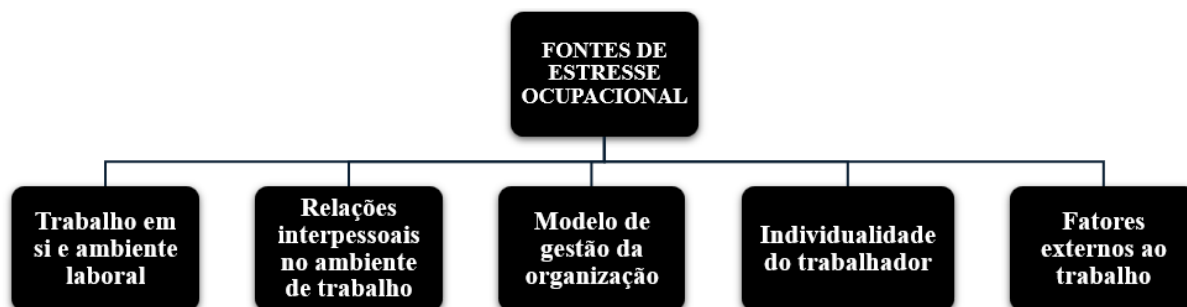 FONTES DE
ESTRESSE
OCUPACIONAL
Trabalho em
si e ambiente
laboral
Relações
interpessoais
no ambiente
de trabalho
Modelo de
gestão da
organização
Individualidade
do trabalhador
Fatores
externos ao
trabalho